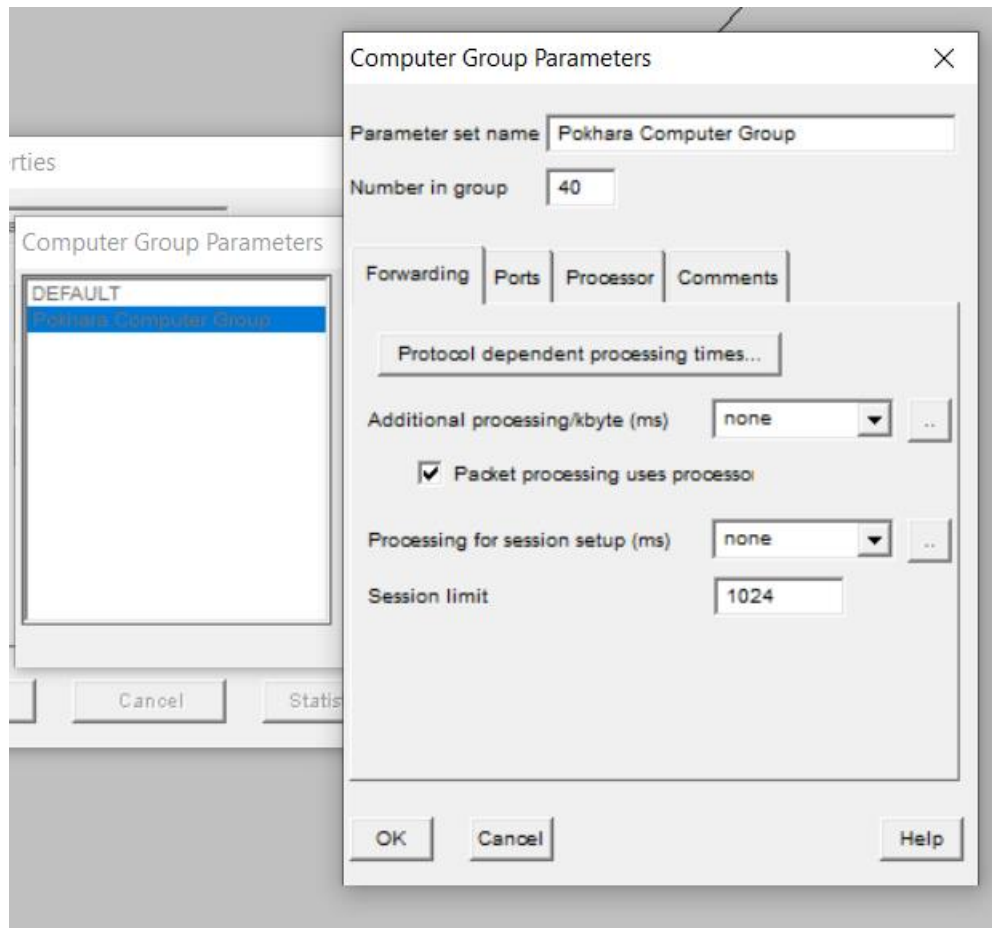 Computer Group Parameters
Parameter set name Pokhara Computer Group
Number in group 40
Forwarding Ports Processor Comments
Protocol dependent processing times...
Additional processing/kbyte (ms) none ..
Packet processing uses processor
Processing for session setup (ms) none ..
Session limit 1024
OK Cancel Help
rties
Computer Group Parameters
DEFAULT
Pokhara Computer Group
Cancel Statis